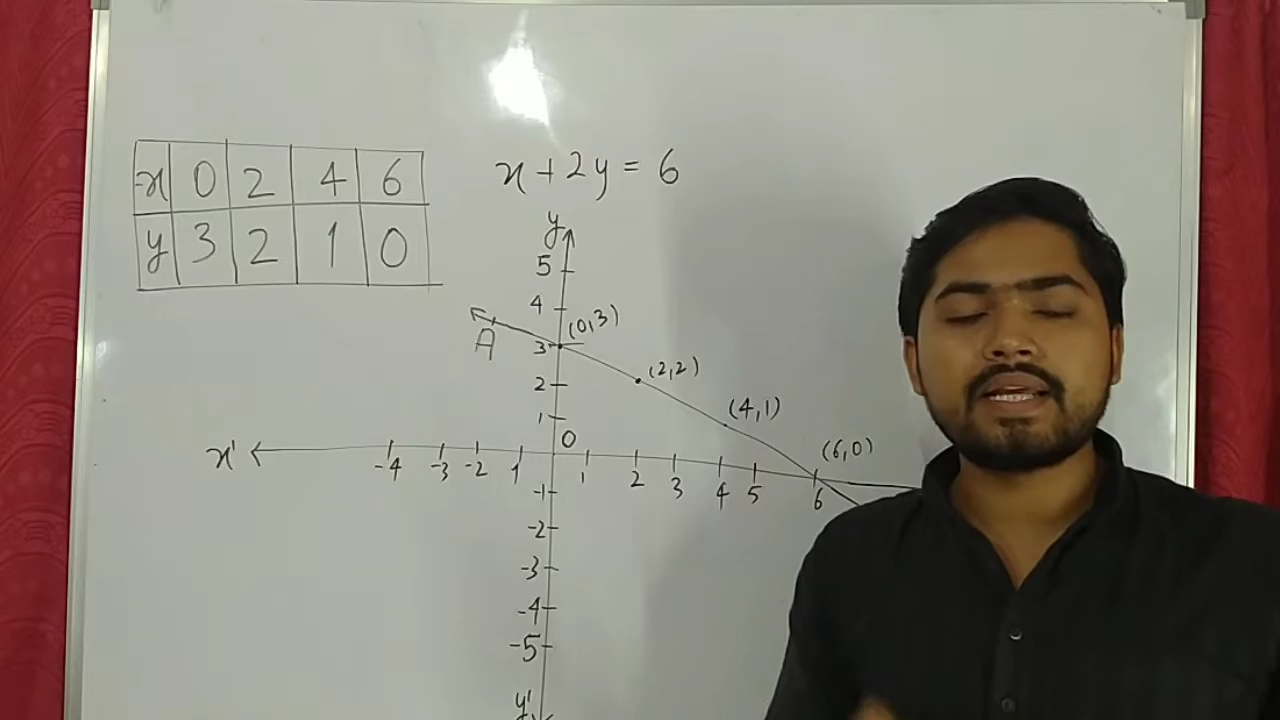 x 0 2 4 6
y 3 2 1 0
x + 2y = 6
y
5
4
(0,3)
A
3
(2,2)
2
(4,1)
1
0
(6,0)
x'
-4 -3 -2 1 1 2 3 4 5 6
-1
-2
-3
-4
-5
y'